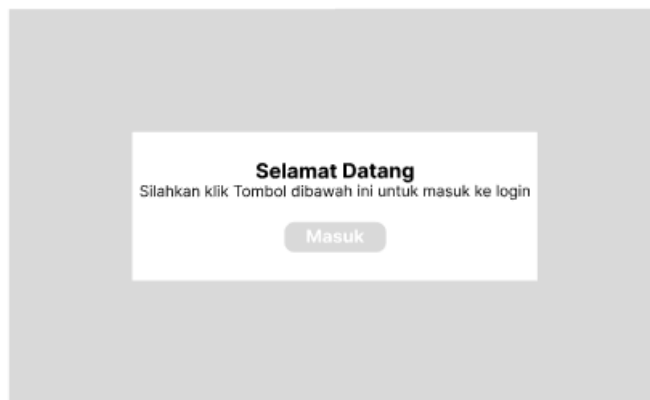 Selamat Datang
Silahkan klik Tombol dibawah ini untuk masuk ke login
Masuk